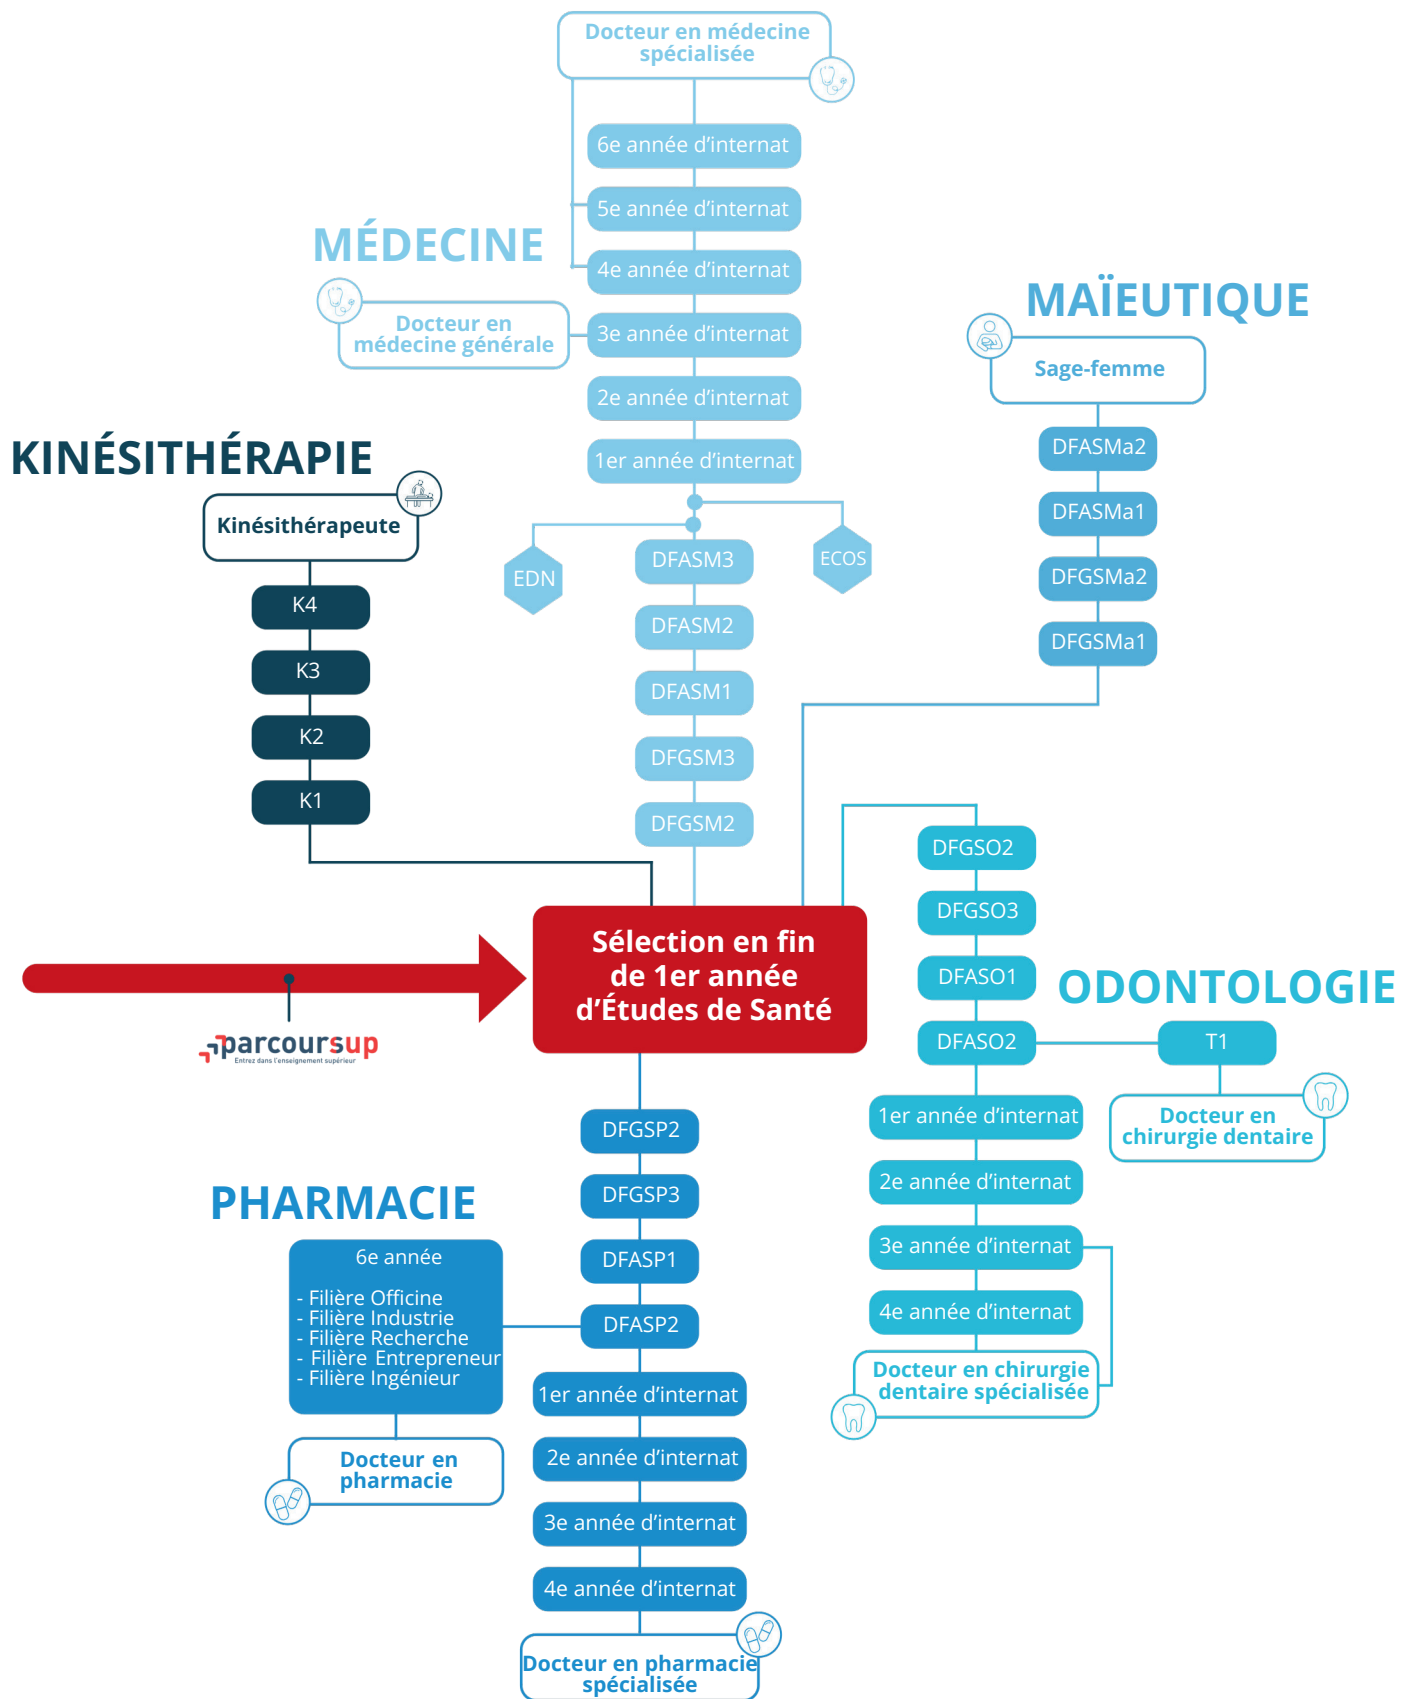 Docteur en médecine
spécialisée
6e année d’internat
5e année d’internat
4e année d’internat
3e année d’internat
2e année d’internat
1er année d’internat
MÉDECINE
Docteur en
médecine générale
EDN
ECOS
DFASM3
DFASM2
DFASM1
DFGSM3
DFGSM2
MAÏEUTIQUE
Sage-femme
DFASMa2
DFASMa1
DFGSMa2
DFGSMa1
KINÉSITHÉRAPIE
Kinésithérapeute
K4
K3
K2
K1
Sélection en fin
de 1er année
d’Études de Santé
parcoursup
Entrez dans l'enseignement supérieur
ODONTOLOGIE
DFGSO2
DFGSO3
DFASO1
DFASO2
T1
Docteur en
chirurgie dentaire
1er année d’internat
2e année d’internat
3e année d’internat
4e année d’internat
Docteur en chirurgie
dentaire spécialisée
PHARMACIE
DFGSP2
DFGSP3
DFASP1
DFASP2
6e année
- Filière Officine
- Filière Industrie
- Filière Recherche
- Filière Entrepreneur
- Filière Ingénieur
Docteur en
pharmacie
1er année d’internat
2e année d’internat
3e année d’internat
4e année d’internat
Docteur en pharmacie
spécialisée